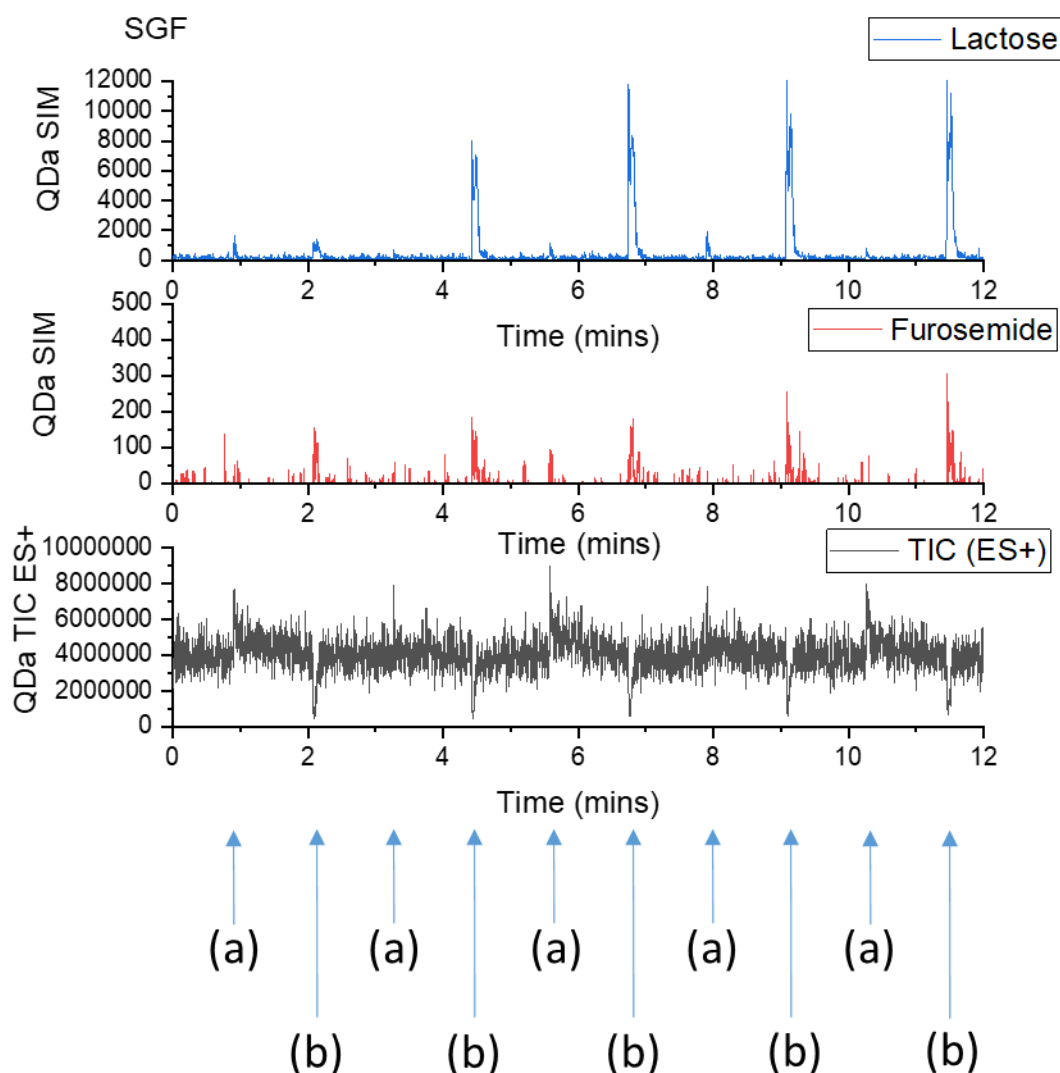 SGF
Lactose
QDa SIM
12000
10000
8000
6000
4000
2000
0
0 2 4 6 8 10 12
Time (mins)
Furosemide
QDa SIM
500
400
300
200
100
0
0 2 4 6 8 10 12
Time (mins)
TIC (ES+)
QDa TIC ES+
10000000
8000000
6000000
4000000
2000000
0
0 2 4 6 8 10 12
Time (mins)
(a) (a) (a) (a) (a)
(b) (b) (b) (b) (b)